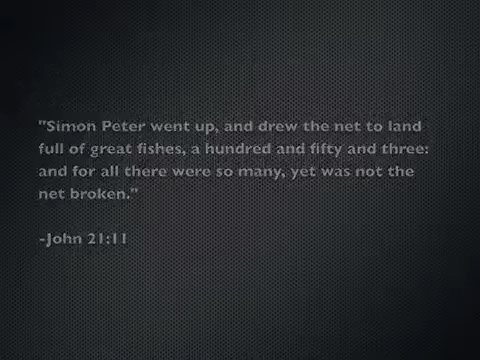 "Simon Peter went up, and drew the net to land
full of great fishes, a hundred and fifty and three:
and for all there were so many, yet was not the
net broken."
-John 21:11